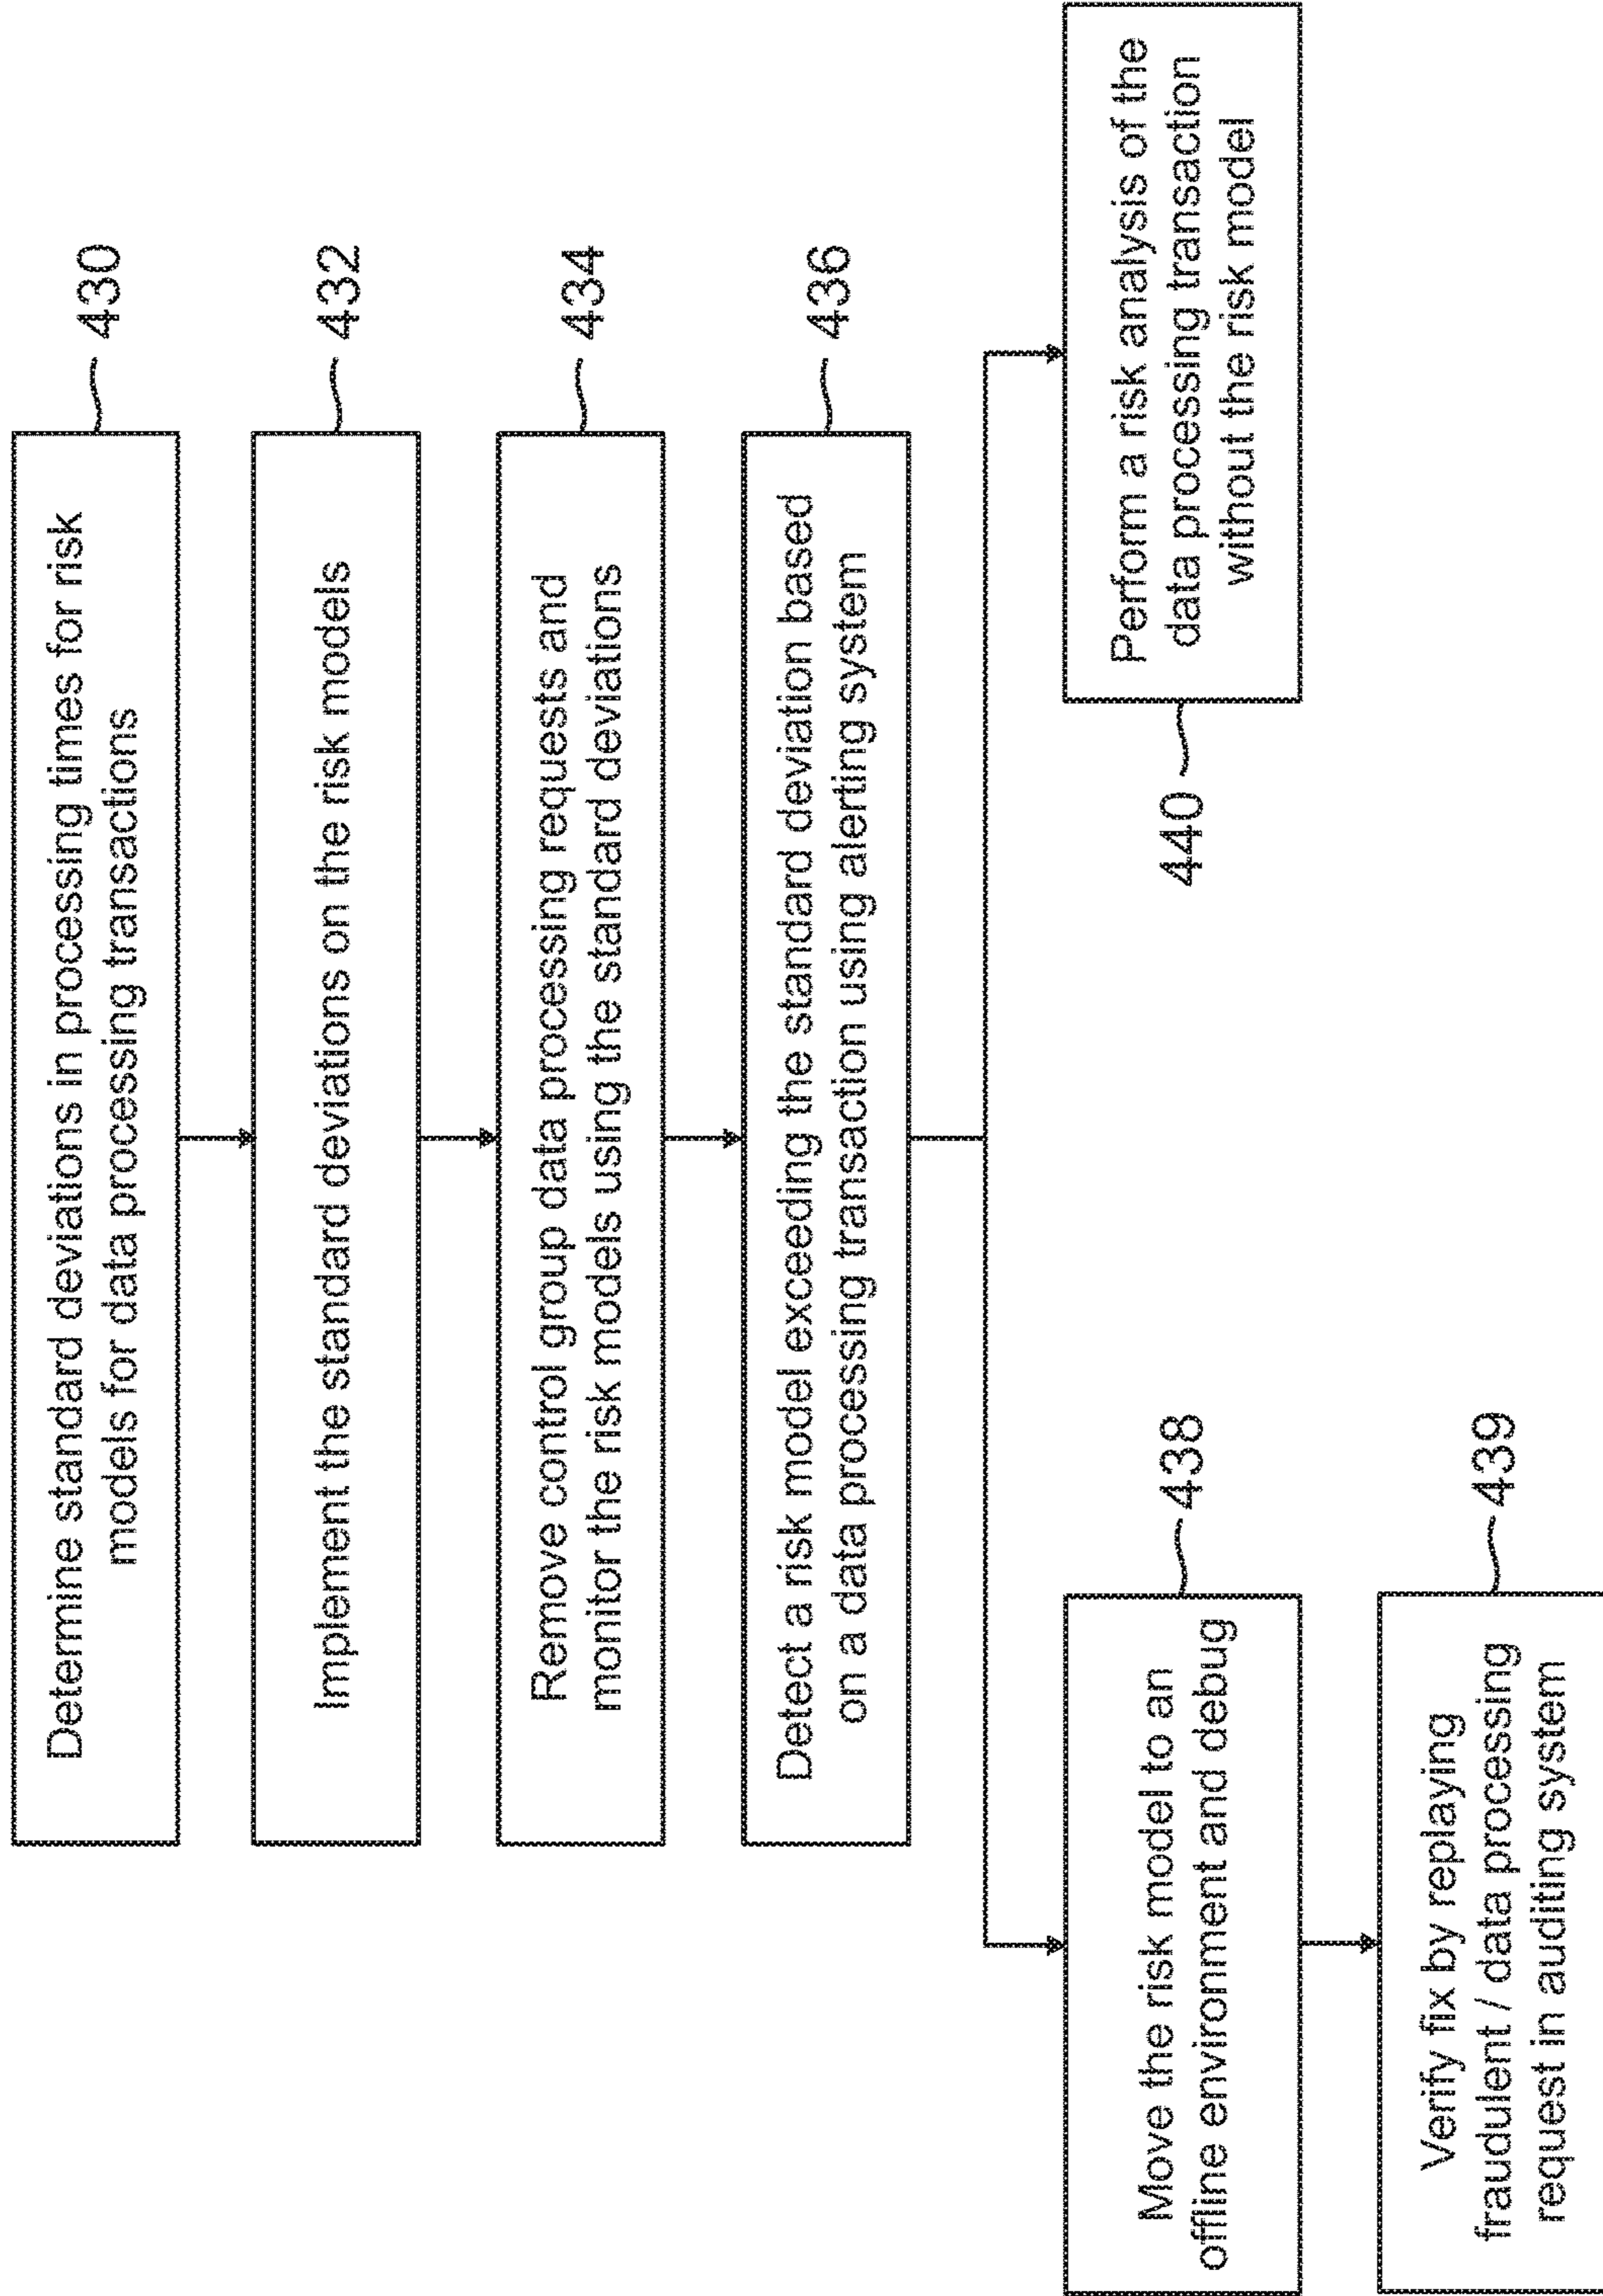 Determine standard deviations in processing times for risk
models for data processing transactions
430
Implement the standard deviations on the risk models
432
Remove control group data processing requests and
monitor the risk models using the standard deviations
434
Detect a risk model exceeding the standard deviation based
on a data processing transaction using alerting system
436
Move the risk model to an
offline environment and debug
438
Verify fix by replaying
fraudulent / data processing
request in auditing system
439
440
Perform a risk analysis of the
data processing transaction
without the risk model